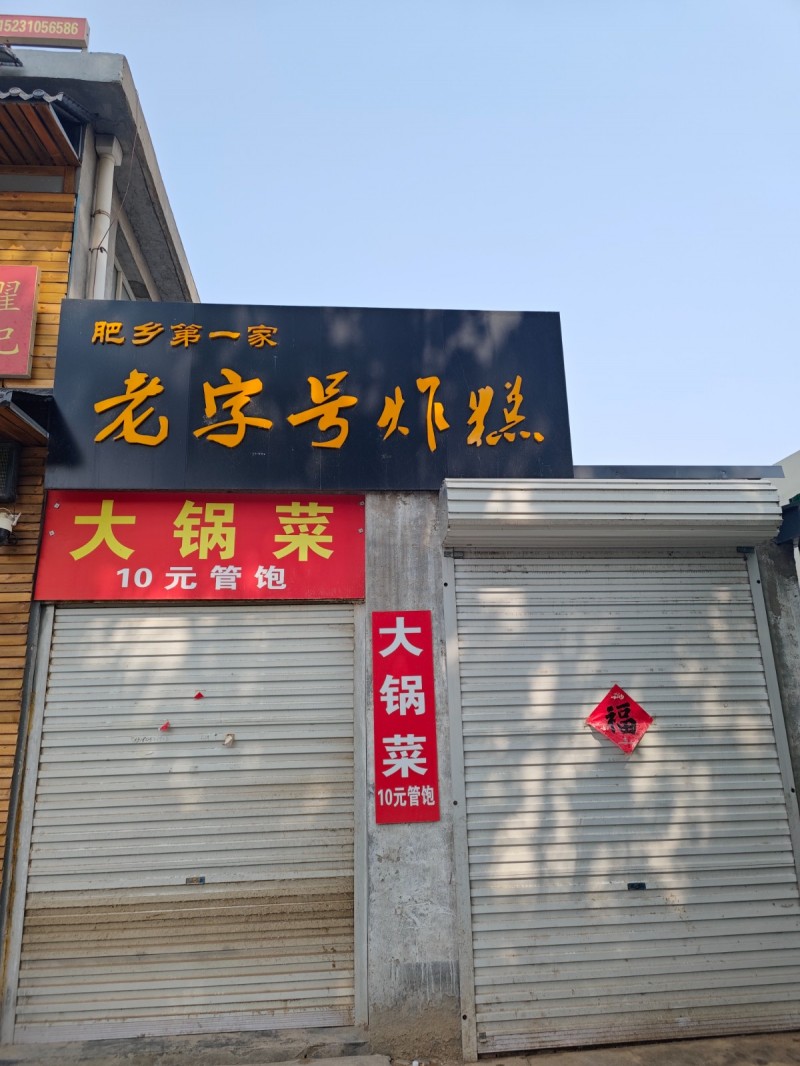 15231056586
肥乡第一家
老字号炸糕
大锅菜
10元管饱
大锅菜
10元管饱
福